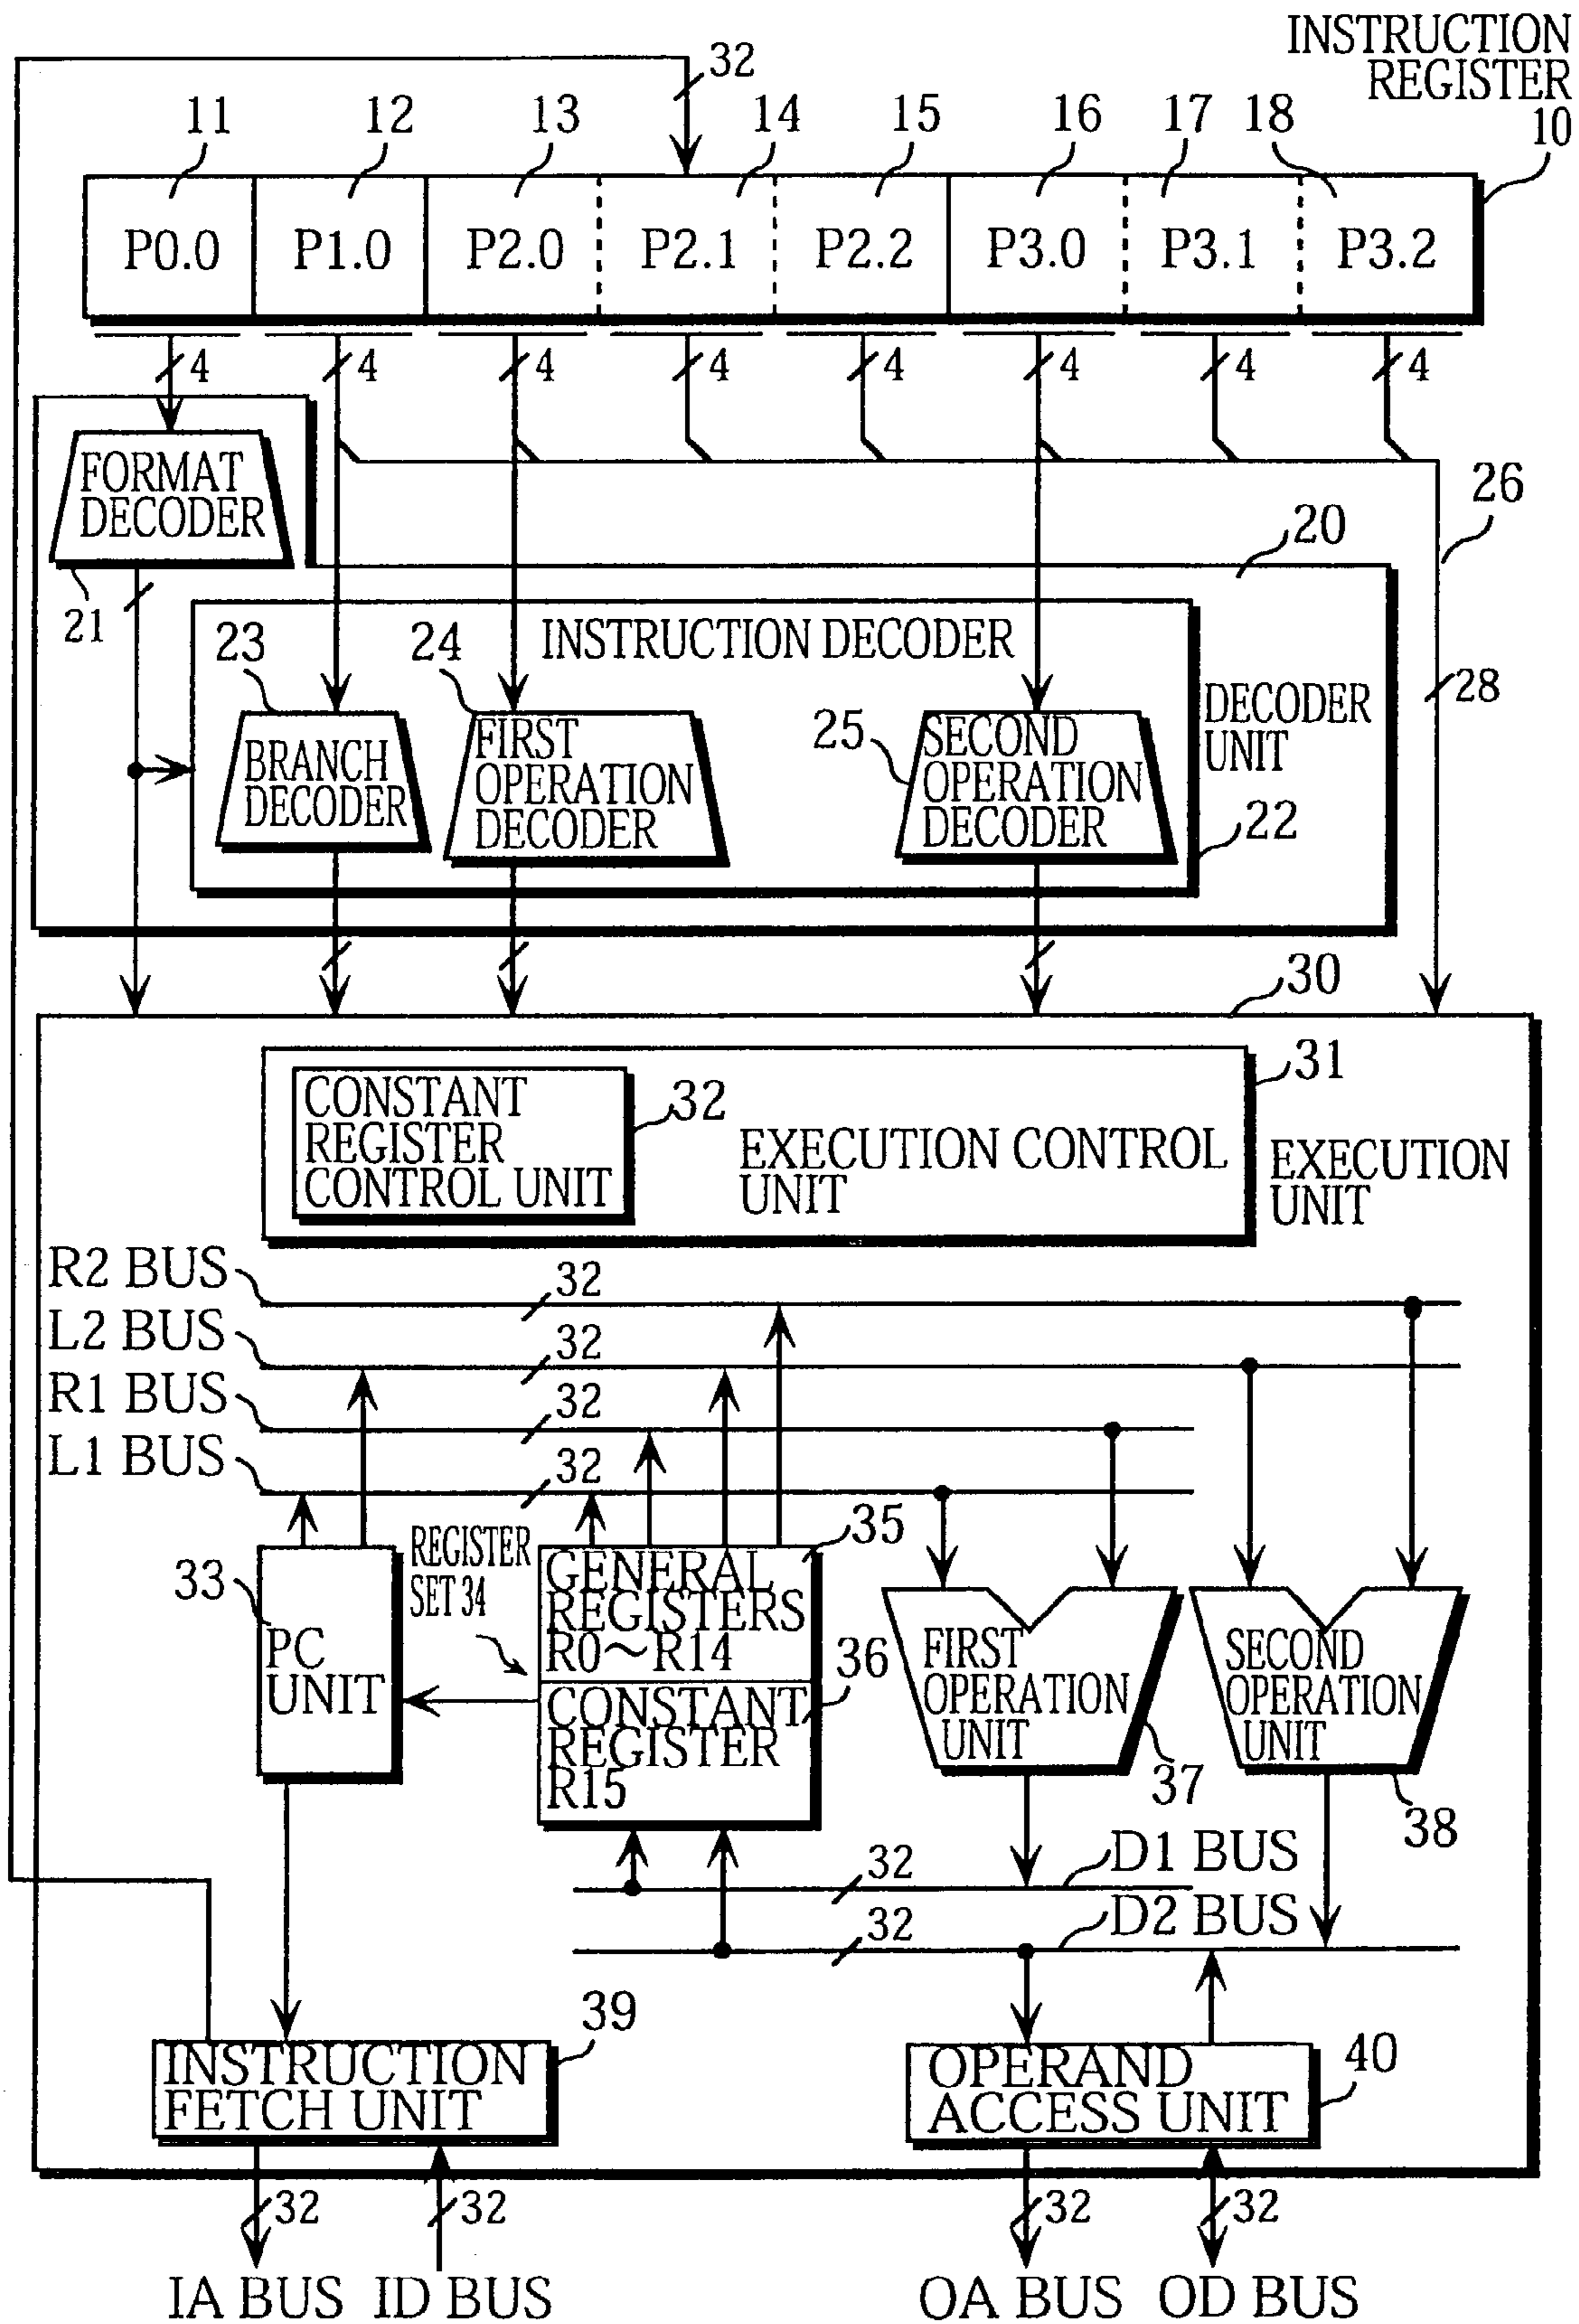 INSTRUCTION
REGISTER
10
32
11
12
13
14
15
16
17
18
P0.0
P1.0
P2.0
P2.1
P2.2
P3.0
P3.1
P3.2
4
4
4
4
4
4
4
4
FORMAT
DECODER
21
26
20
28
INSTRUCTION DECODER
DECODER
UNIT
22
23
BRANCH
DECODER
24
FIRST
OPERATION
DECODER
25
SECOND
OPERATION
DECODER
30
31
CONSTANT
REGISTER
CONTROL UNIT
32
EXECUTION CONTROL
UNIT
EXECUTION
UNIT
R2 BUS
32
L2 BUS
32
R1 BUS
32
L1 BUS
32
33
PC
UNIT
REGISTER
SET 34
35
GENERAL
REGISTERS
R0~R14
36
CONSTANT
REGISTER
R15
FIRST
OPERATION
UNIT
37
SECOND
OPERATION
UNIT
38
32
D1 BUS
32
D2 BUS
39
INSTRUCTION
FETCH UNIT
40
OPERAND
ACCESS UNIT
32
32
32
32
IA BUS
ID BUS
OA BUS
OD BUS